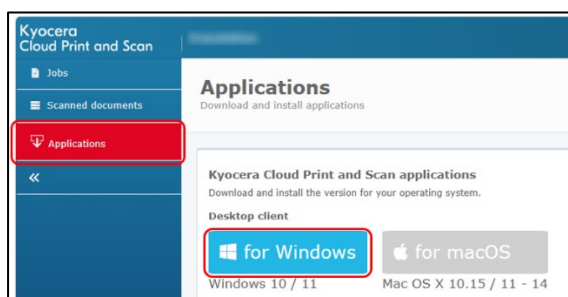 Kyocera
Cloud Print and Scan
Jobs
Scanned documents
Applications
«
Applications
Download and install applications
Kyocera Cloud Print and Scan applications
Download and install the version for your operating system.
Desktop client
for Windows
for macOS
Windows 10 / 11
Mac OS X 10.15 / 11 - 14